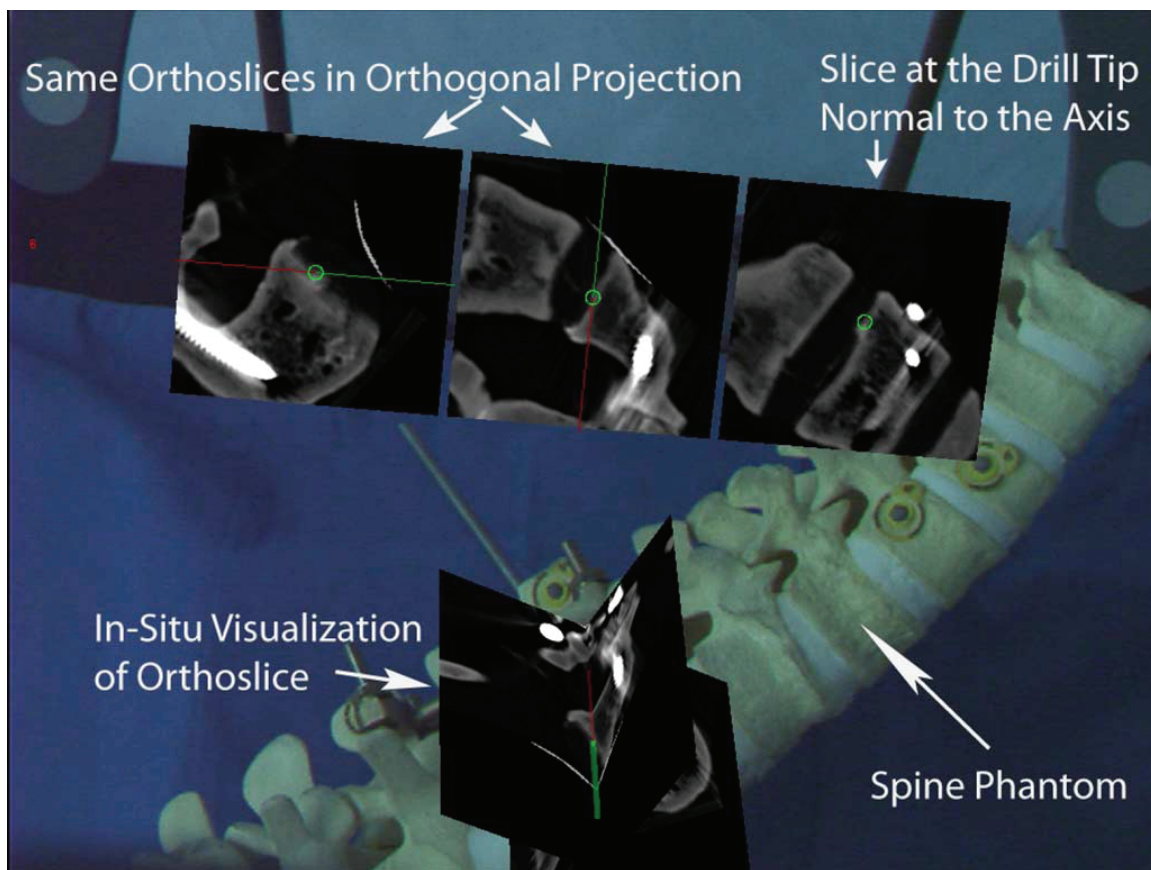 Same Orthoslices in Orthogonal Projection
Slice at the Drill Tip
Normal to the Axis
6
In-Situ Visualization
of Orthoslice
Spine Phantom